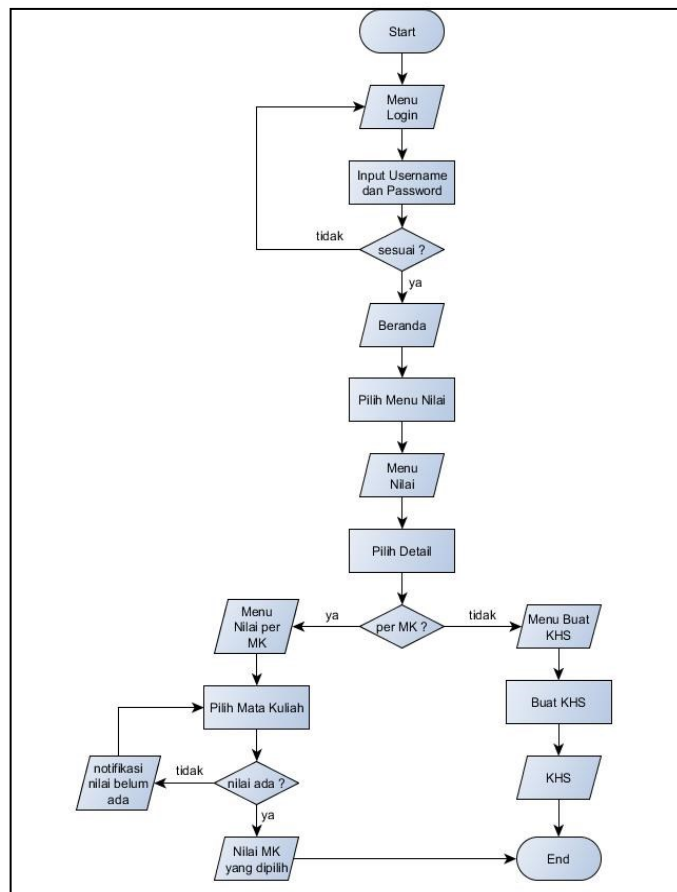 Start
Menu
Login
Input Username
dan Password
tidak
sesuai ?
ya
Beranda
Pilih Menu Nilai
Menu
Nilai
Pilih Detail
Menu
Nilai per
MK
ya
per MK ?
tidak
Menu Buat
KHS
Pilih Mata Kuliah
Buat KHS
notifikasi
nilai belum
ada
tidak
nilai ada ?
KHS
ya
Nilai MK
yang dipilih
End